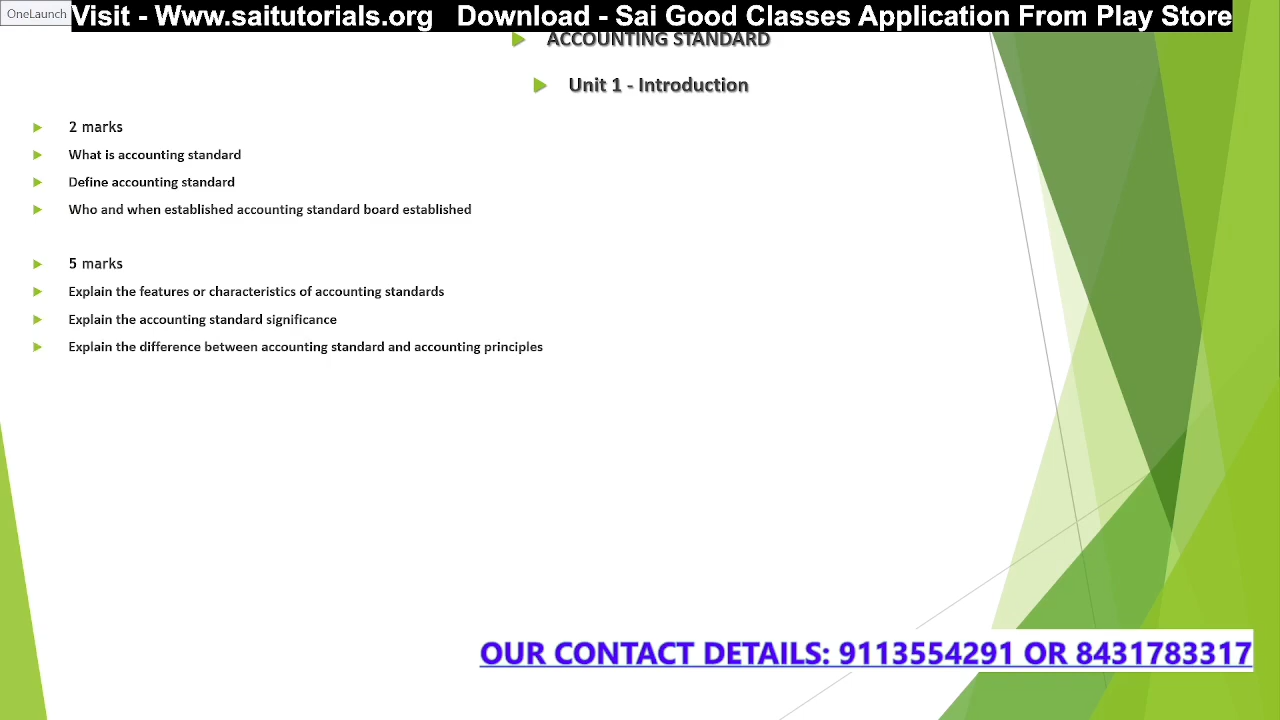 OneLaunch
Visit - Www.saitutorials.org Download - Sai Good Classes Application From Play Store
ACCOUNTING STANDARD
Unit 1 - Introduction
2 marks
What is accounting standard
Define accounting standard
Who and when established accounting standard board established
5 marks
Explain the features or characteristics of accounting standards
Explain the accounting standard significance
Explain the difference between accounting standard and accounting principles
OUR CONTACT DETAILS: 9113554291 OR 8431783317